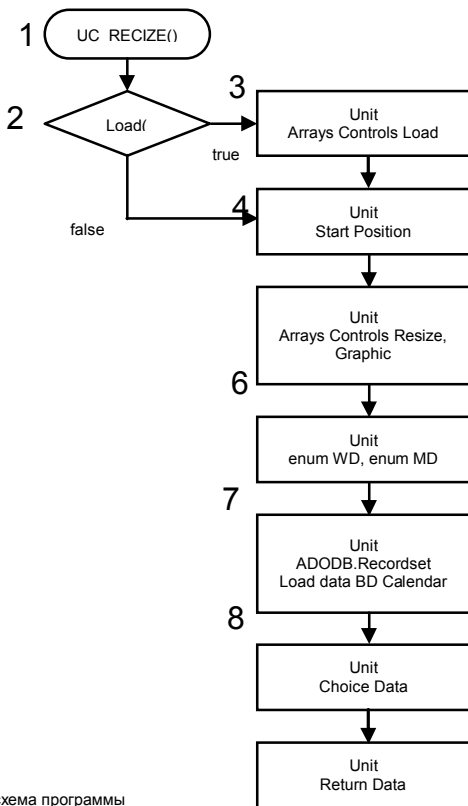 1
UC RECIZE()
2
Load(
3
Unit
Arrays Controls Load
true
4
Unit
Start Position
false
Unit
Arrays Controls Resize,
Graphic
6
Unit
enum WD, enum MD
7
Unit
ADODB.Recordset
Load data BD Calendar
8
Unit
Choice Data
Unit
Return Data
схема программы